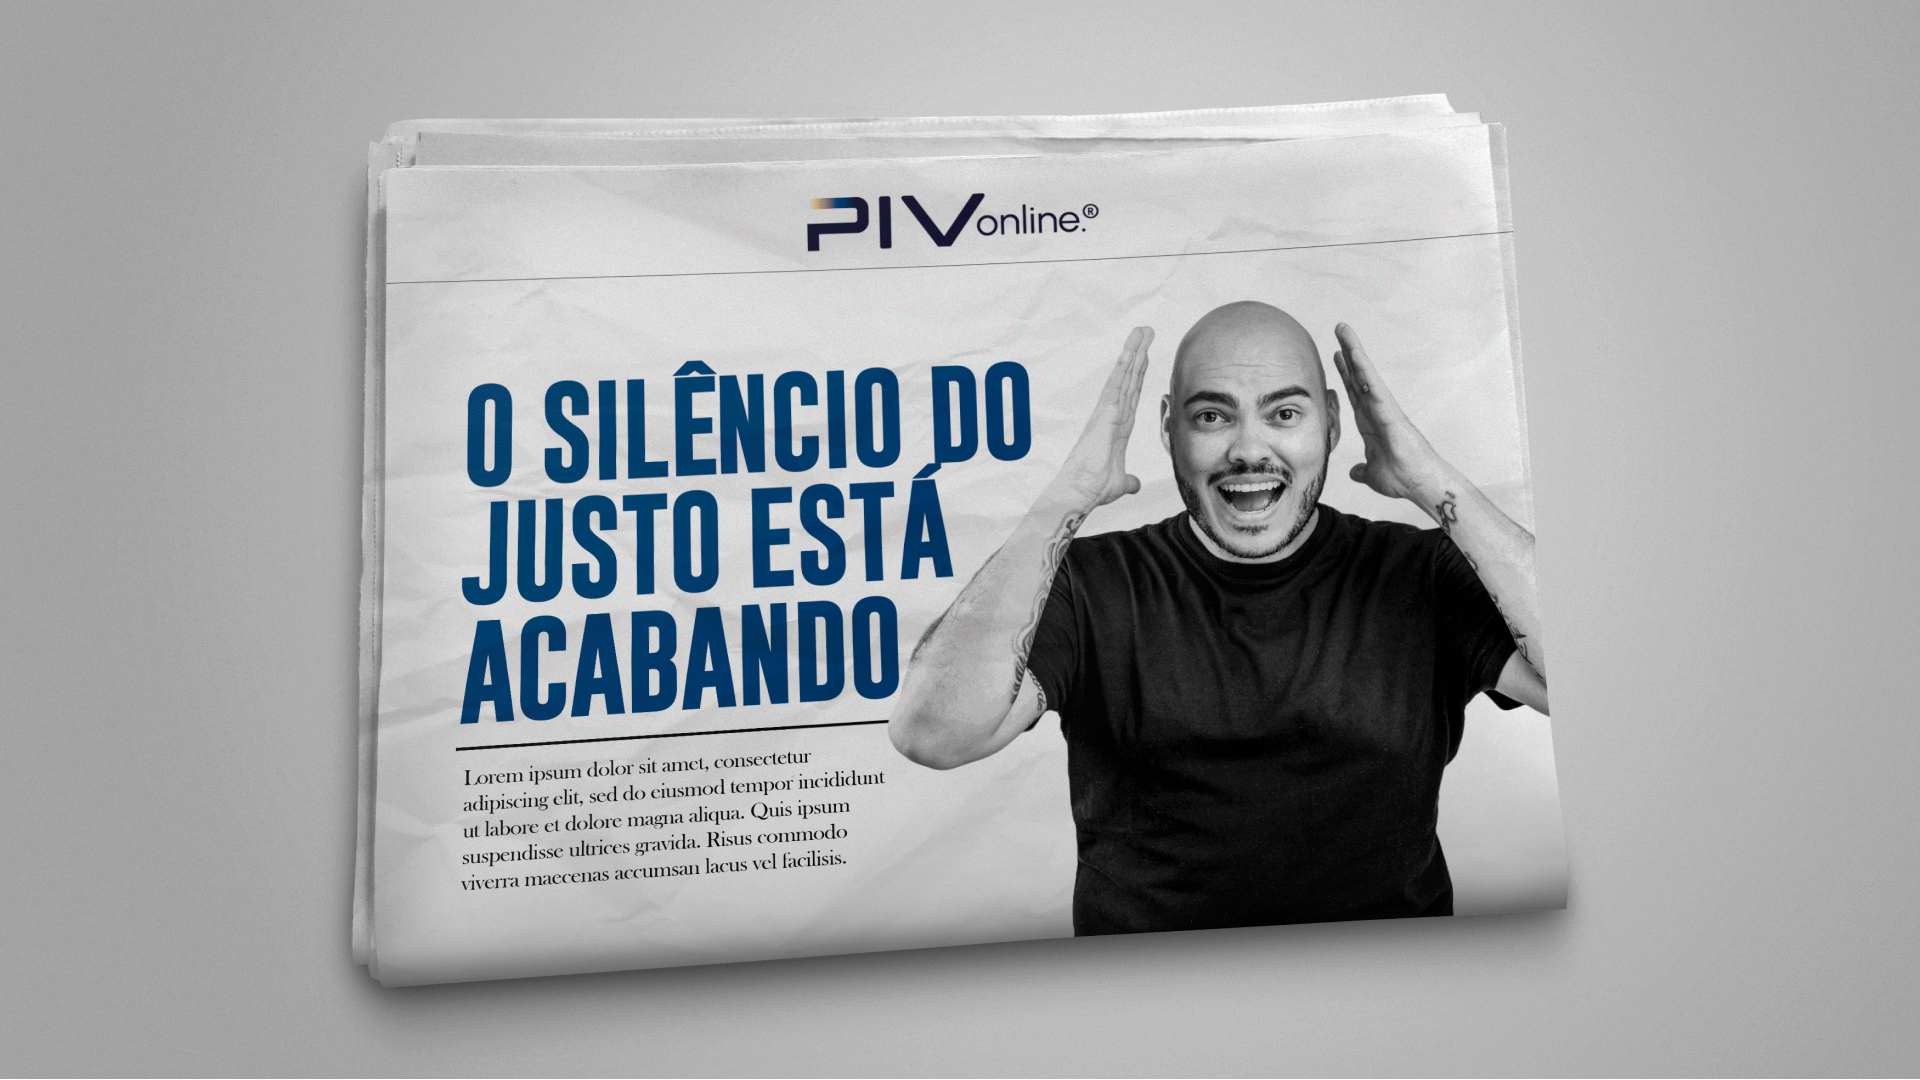 PIVonline.®
O SILÊNCIO DO
JUSTO ESTÁ
ACABANDO
Lorem ipsum dolor sit amet, consectetur
adipiscing elit, sed do eiusmod tempor incididunt
ut labore et dolore magna aliqua. Quis ipsum
suspendisse ultrices gravida. Risus commodo
viverra maecenas accumsan lacus vel facilisis.